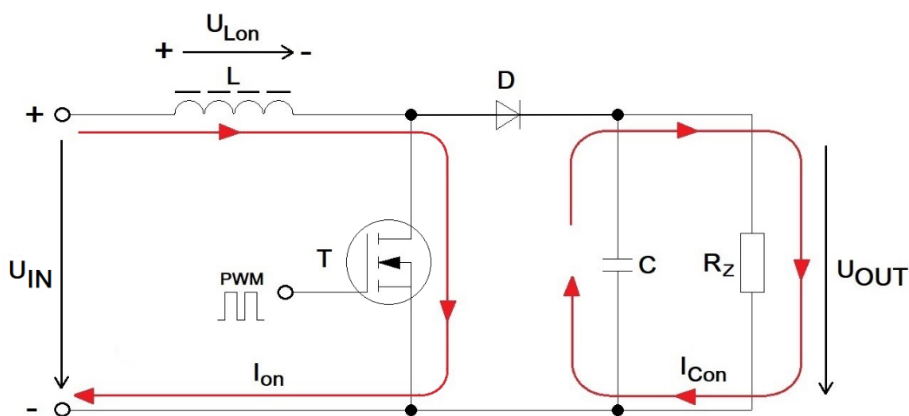 U_Lon
+ -
L
D
+
U_IN
T
PWM
C
R_Z
U_OUT
I_on
I_Con
-